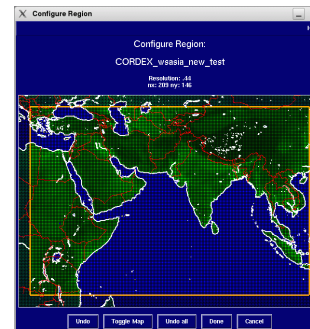 Configure Region
Configure Region:
CORDEX_wsasia_new_test
Resolution: .44
nx: 209 ny: 146
Undo
Toggle Map
Undo all
Done
Cancel